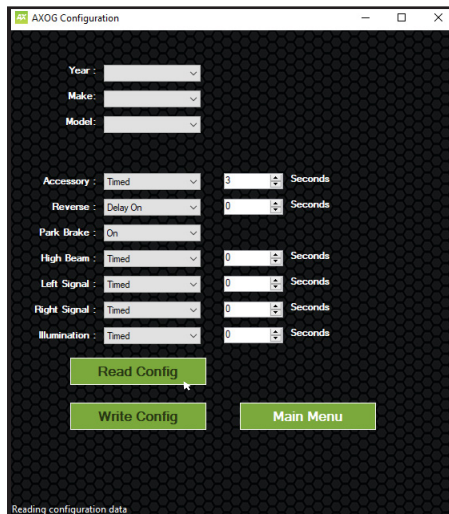 AX AXOG Configuration
Year :
Make:
Model:
Accessory : Timed 3 Seconds
Reverse : Delay On 0 Seconds
Park Brake : On
High Beam : Timed 0 Seconds
Left Signal : Timed 0 Seconds
Right Signal : Timed 0 Seconds
Illumination : Timed 0 Seconds
Read Config
Write Config Main Menu
Reading configuration data